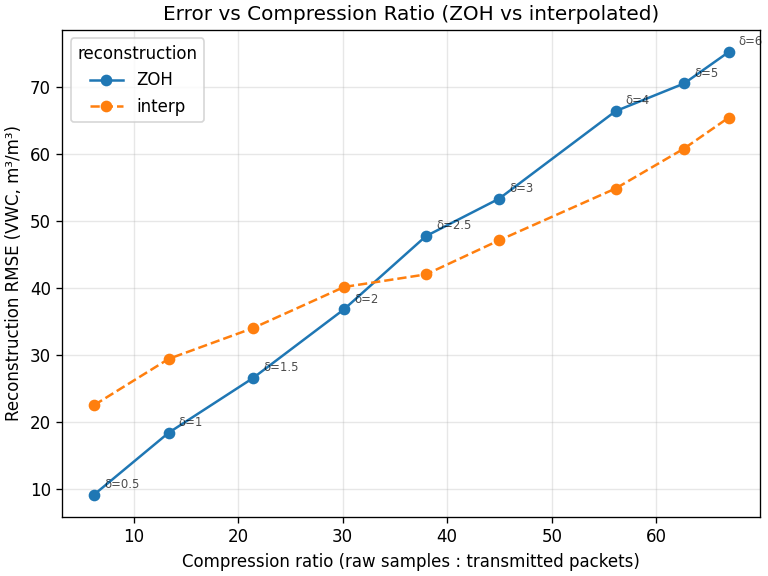 Error vs Compression Ratio (ZOH vs interpolated)
reconstruction
ZOH
interp
δ=6
δ=5
δ=4
δ=3
δ=2.5
δ=2
δ=1.5
δ=1
δ=0.5
70
60
50
40
30
20
10
Reconstruction RMSE (VWC, m³/m³)
10 20 30 40 50 60
Compression ratio (raw samples : transmitted packets)